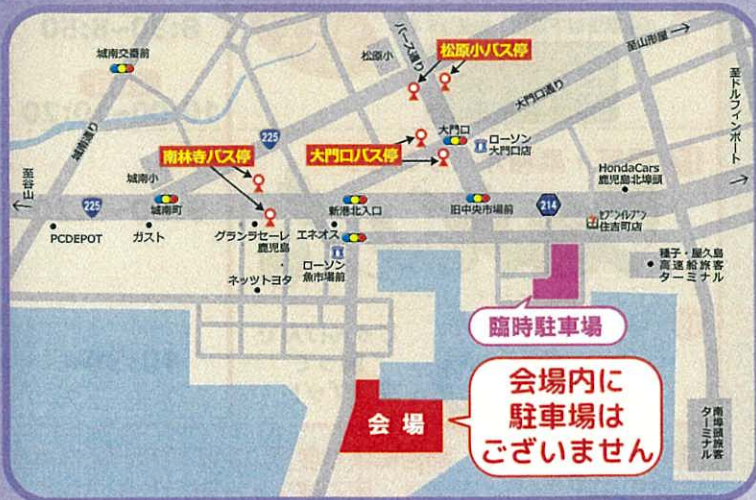 城南交番前
松原小
パース通り
松原小バス停
至山形屋
至ドルフィンポート
城南通り
225
大門口通り
大門口
ローソン
大門口店
南林寺バス停
大門口バス停
至谷山
城南小
225
城南町
新港北入口
旧中央市場前
214
HondaCars
鹿児島北埠頭
セブンイレブン
住吉町店
PCDEPOT
ガスト
グランラセーレ
鹿児島
エネオス
ローソン
魚市場前
ネッツトヨタ
種子・屋久島
高速船旅客
ターミナル
臨時駐車場
会場
会場内に
駐車場は
ございません
南埠頭旅客
ターミナル